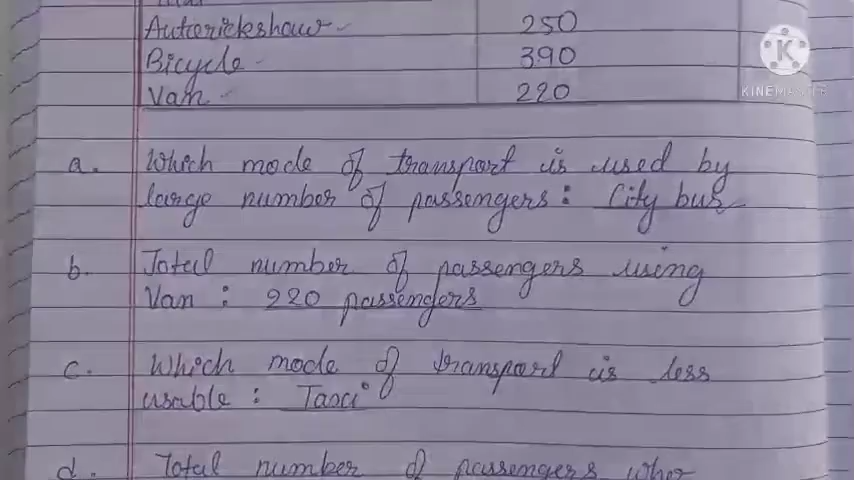 Autorickshaw 250
Bicycle 390
Van 220
K
KINEMASTER
a. Which mode of transport is used by
large number of passengers : City bus
b. Total number of passengers using
Van : 220 passengers
c. Which mode of transport is less
usable : Taxi
d. Total number of passengers